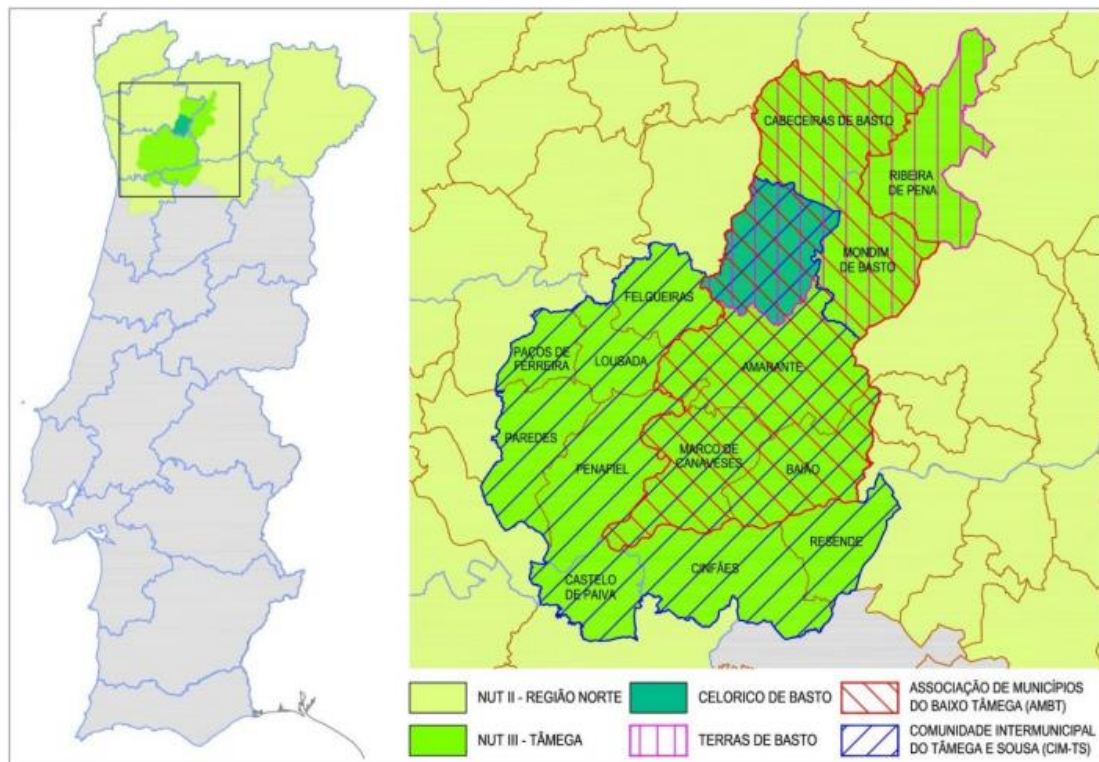 CABECEIRAS DE BASTO
RIBEIRA
DE PENA
MONDIM
DE BASTO
FELGUEIRAS
PAÇOS DE
FERREIRA
LOUSADA
AMARANTE
PAREDES
PENAFIEL
MARCO DE
CANAVESES
BAIÃO
RESENDE
CINFÃES
CASTELO
DE PAIVA
NUT II - REGIÃO NORTE
CELORICO DE BASTO
ASSOCIAÇÃO DE MUNICÍPIOS
DO BAIXO TÂMEGA (AMBT)
NUT III - TÂMEGA
TERRAS DE BASTO
COMUNIDADE INTERMUNICIPAL
DO TÂMEGA E SOUSA (CIM-TS)